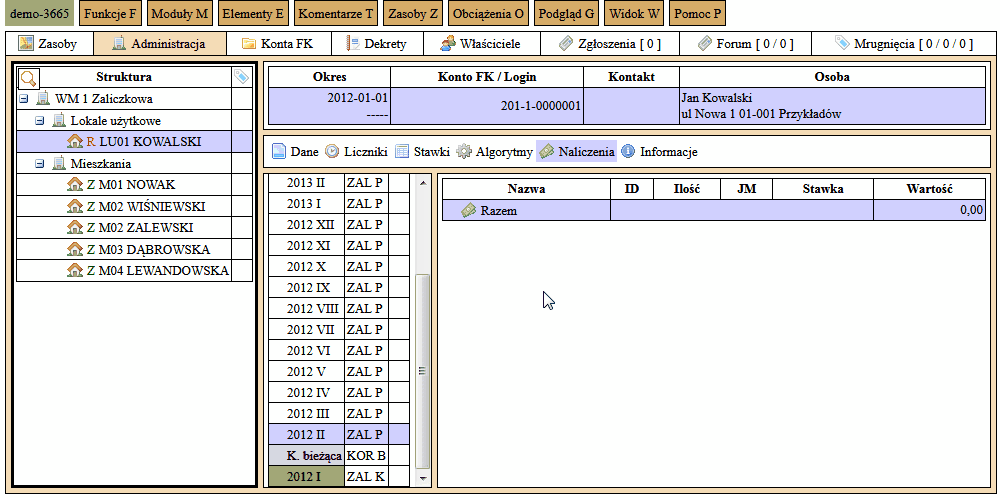 demo-3665 Funkcje F Moduły M Elementy E Komentarze T Zasoby Z Obciążenia O Podgląd G Widok W Pomoc P
Zasoby Administracja Konta FK Dekrety Właściciele Zgłoszenia [ 0 ] Forum [ 0 / 0 ] Mrugnięcia [ 0 / 0 / 0 ]
Struktura
WM 1 Zaliczkowa
Lokale użytkowe
R LU01 KOWALSKI
Mieszkania
Z M01 NOWAK
Z M02 WIŚNIEWSKI
Z M02 ZALEWSKI
Z M03 DĄBROWSKA
Z M04 LEWANDOWSKA
Okres Konto FK / Login Kontakt Osoba
2012-01-01 201-1-0000001 Jan Kowalski
----- ul Nowa 1 01-001 Przykładów
Dane Liczniki Stawki Algorytmy Naliczenia Informacje
2013 II ZAL P
2013 I ZAL P
2012 XII ZAL P
2012 XI ZAL P
2012 X ZAL P
2012 IX ZAL P
2012 VIII ZAL P
2012 VII ZAL P
2012 VI ZAL P
2012 V ZAL P
2012 IV ZAL P
2012 III ZAL P
2012 II ZAL P
K. bieżąca KOR B
2012 I ZAL K
Nazwa ID Ilość JM Stawka Wartość
Razem 0,00